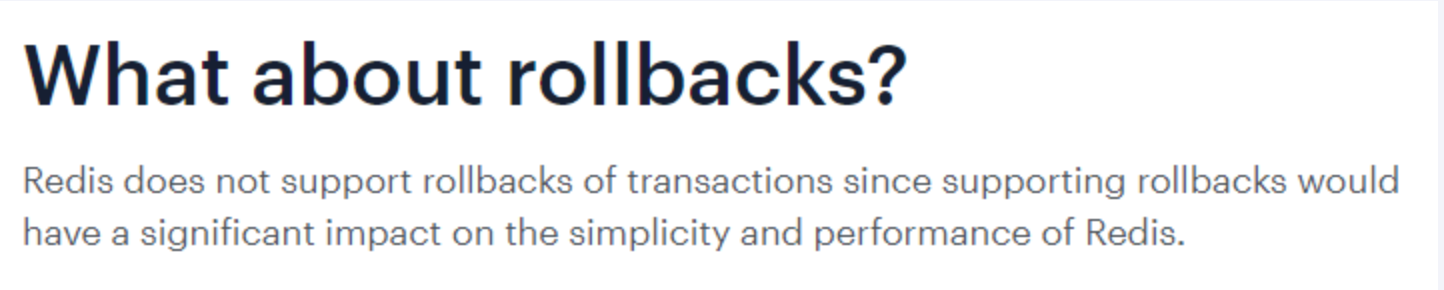 What about rollbacks?
Redis does not support rollbacks of transactions since supporting rollbacks would
have a significant impact on the simplicity and performance of Redis.